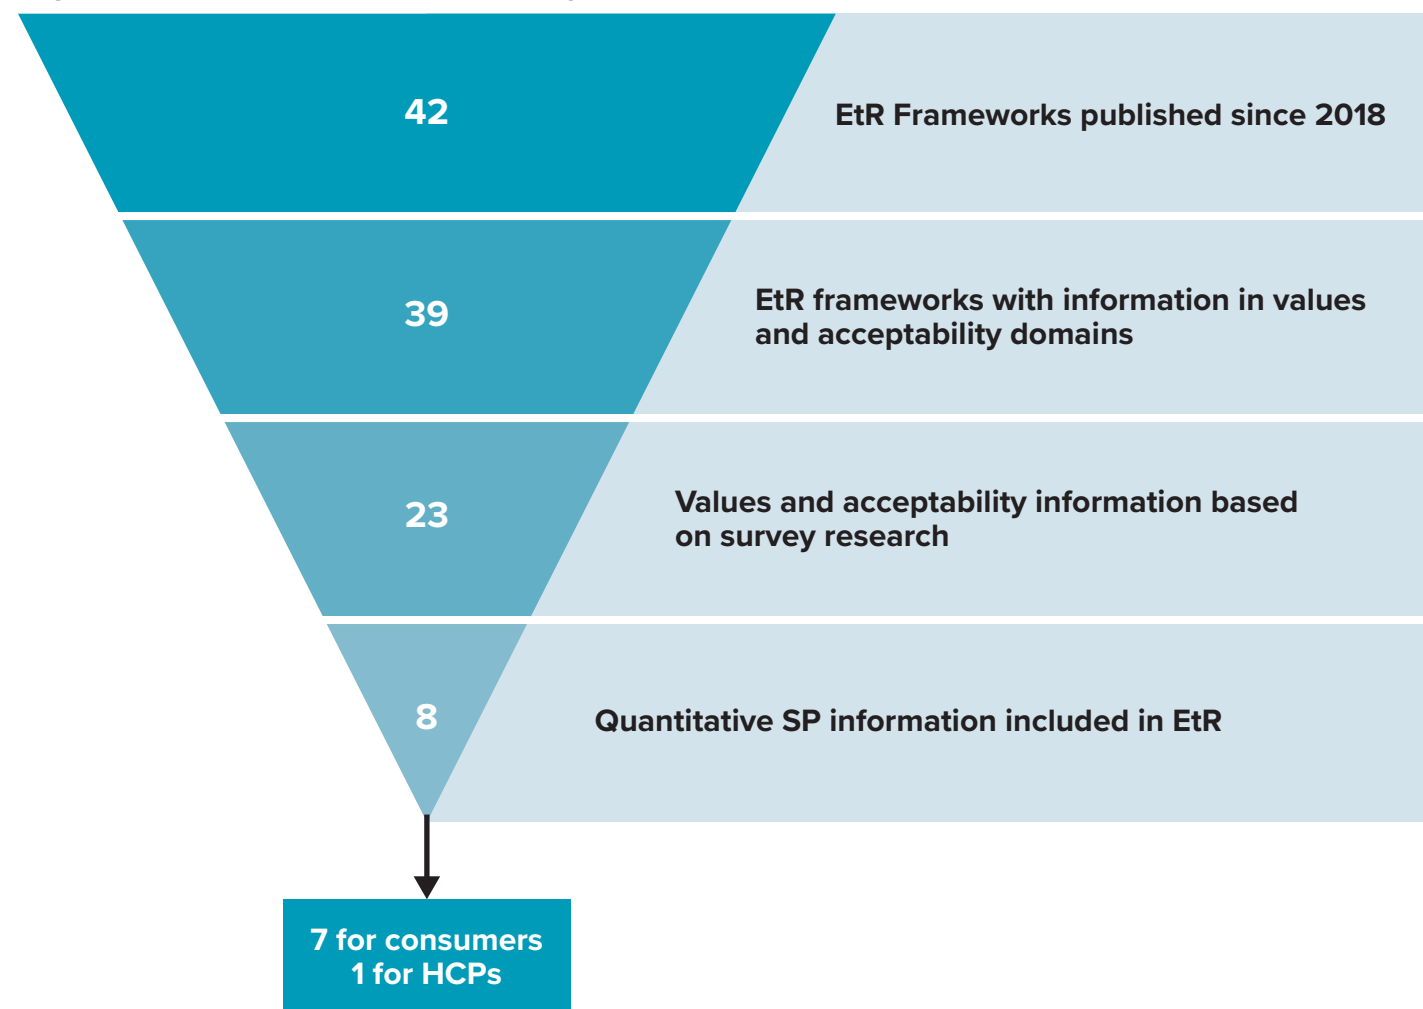 42
EtR Frameworks published since 2018
39
EtR frameworks with information in values
and acceptability domains
23
Values and acceptability information based
on survey research
8
Quantitative SP information included in EtR
7 for consumers
1 for HCPs